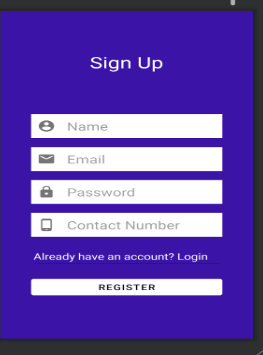 Sign Up
Name
Email
Password
Contact Number
Already have an account? Login
REGISTER